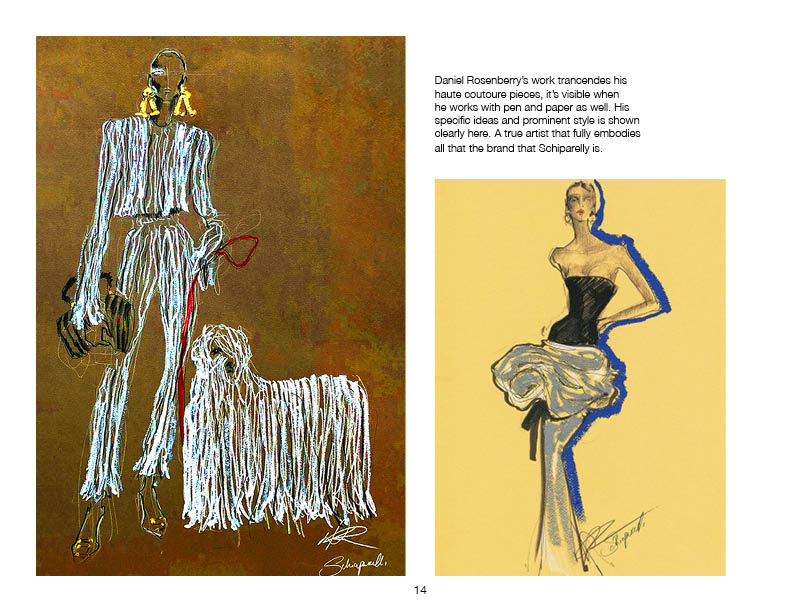 Daniel Rosenberry's work trancendes his
haute coutoure pieces, it's visible when
he works with pen and paper as well. His
specific ideas and prominent style is shown
clearly here. A true artist that fully embodies
all that the brand that Schiparelly is.
Schiaparelli
Schiaparelli
14